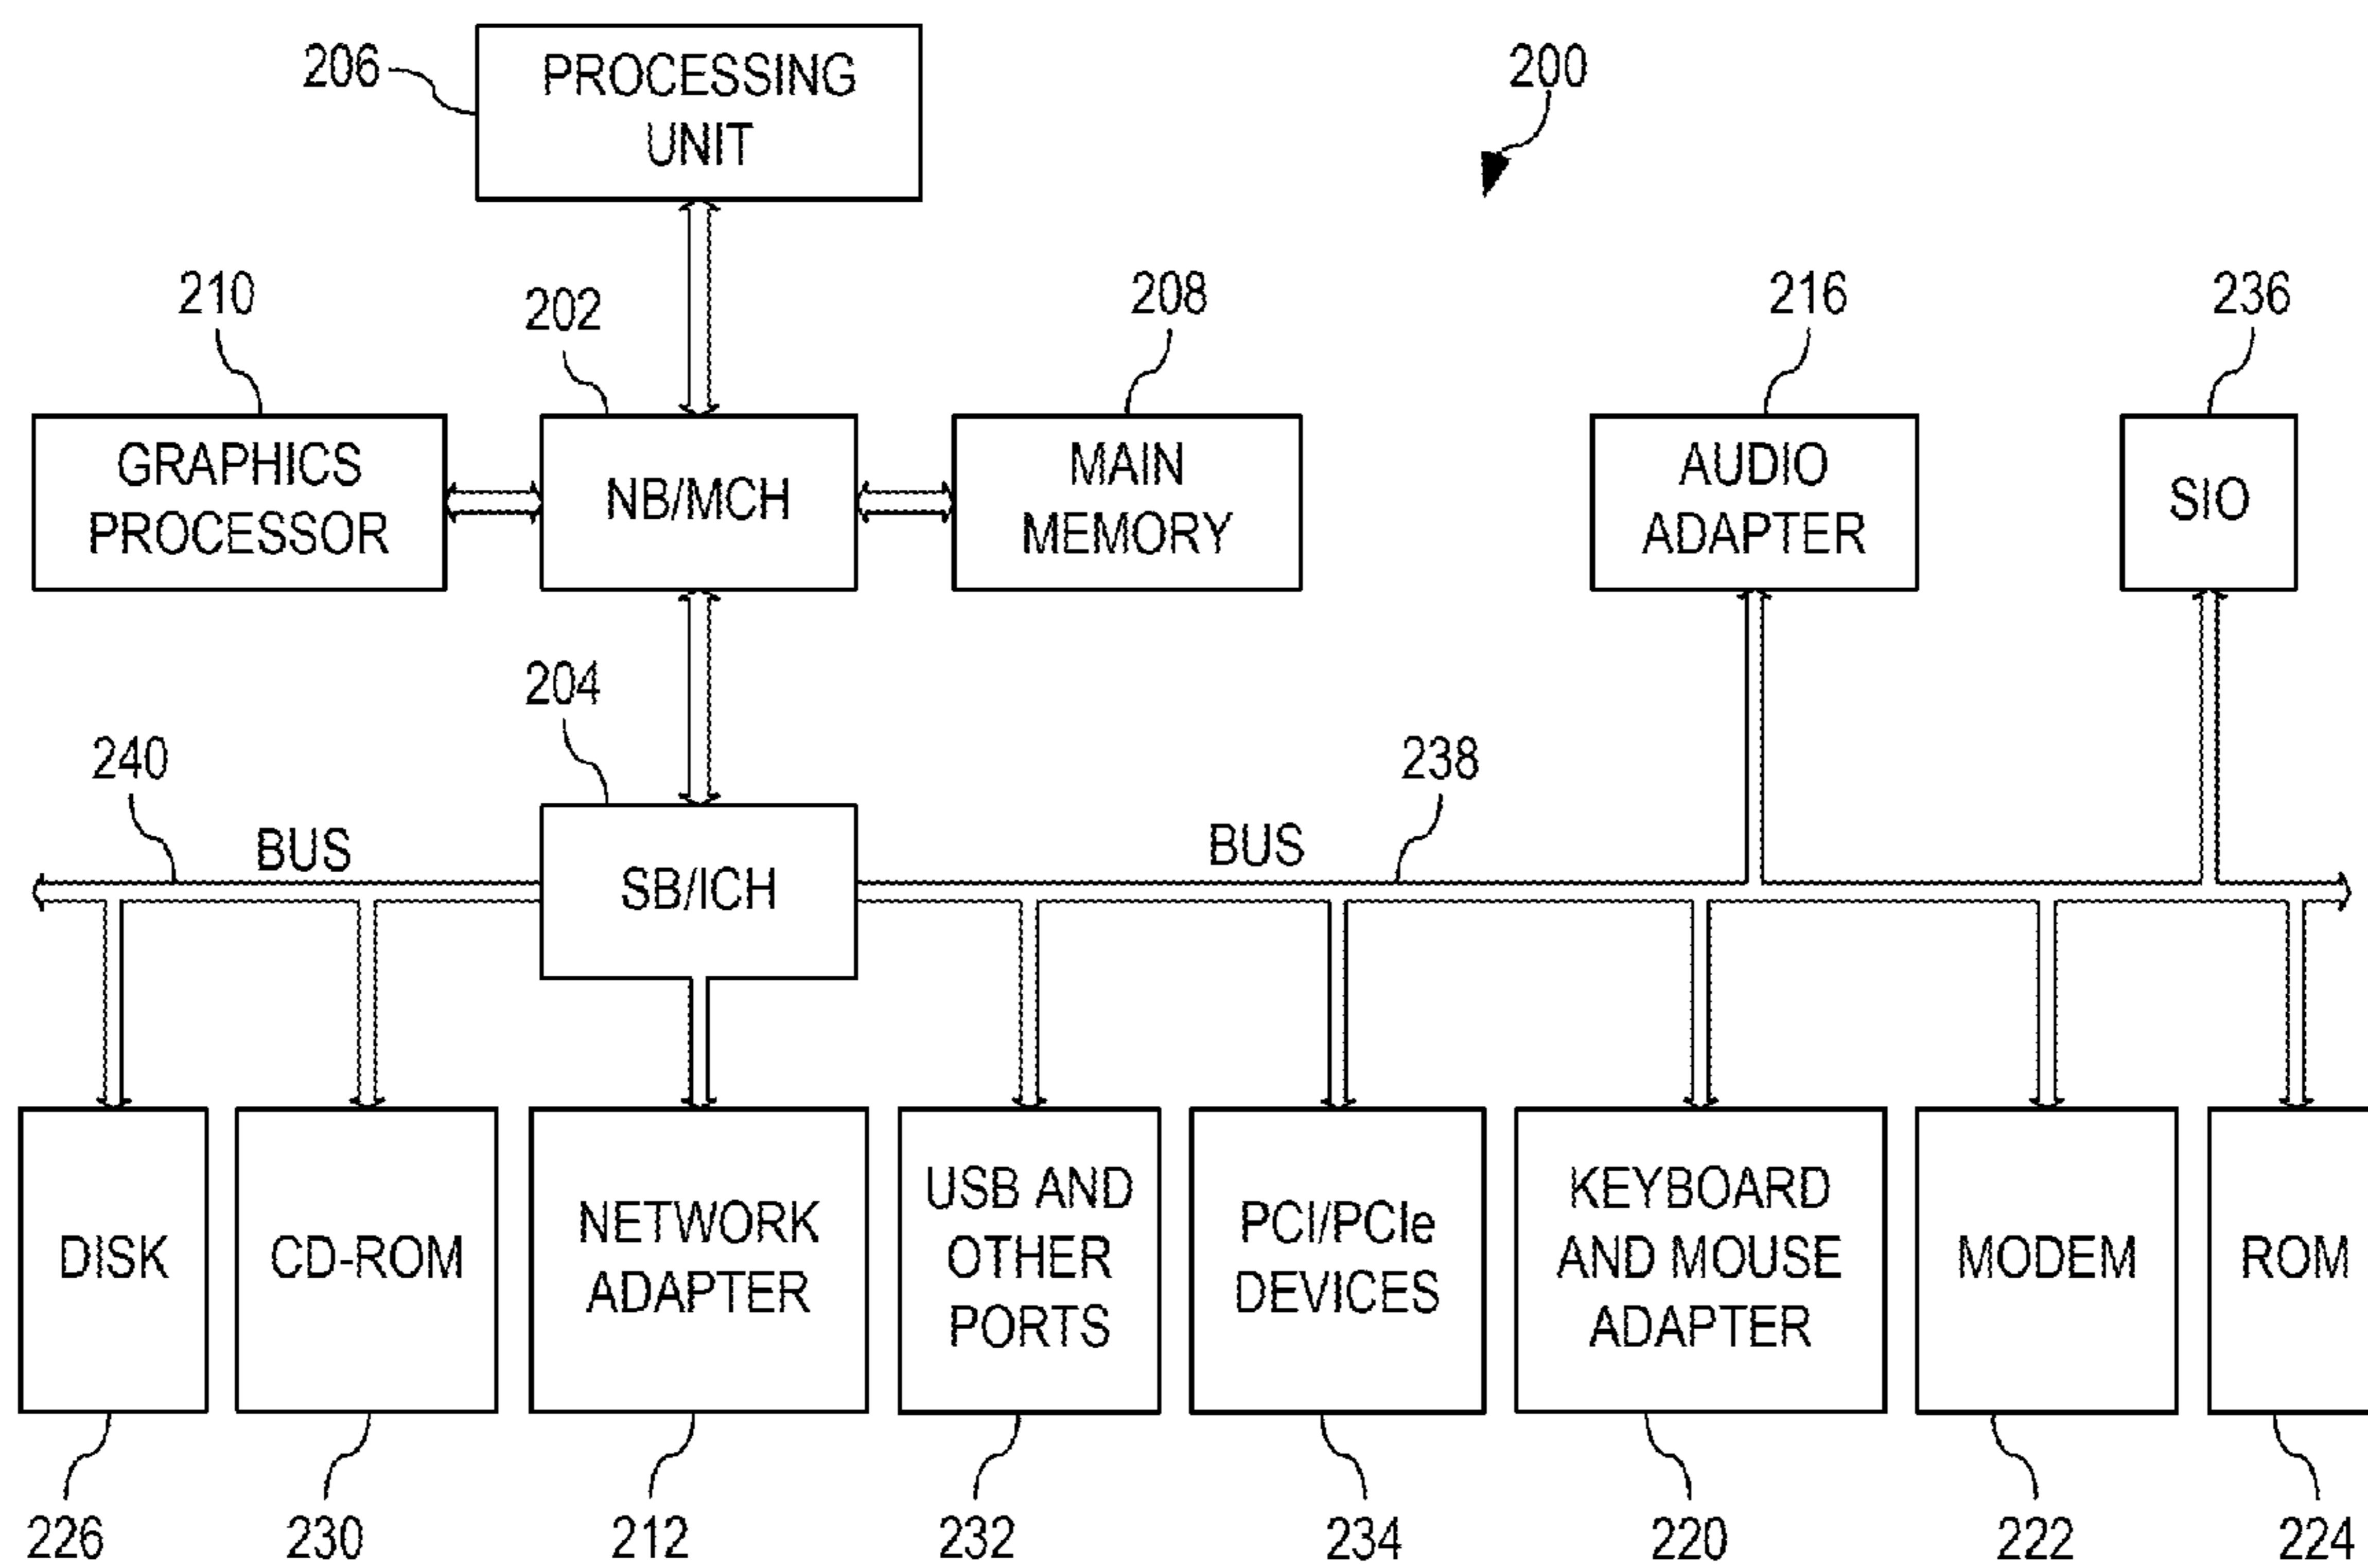 206
PROCESSING
UNIT
200
210
202
208
216
236
GRAPHICS
PROCESSOR
NB/MCH
MAIN
MEMORY
AUDIO
ADAPTER
SIO
204
240
BUS
SB/ICH
BUS
238
DISK
CD-ROM
NETWORK
ADAPTER
USB AND
OTHER
PORTS
PCI/PCIe
DEVICES
KEYBOARD
AND MOUSE
ADAPTER
MODEM
ROM
226
230
212
232
234
220
222
224